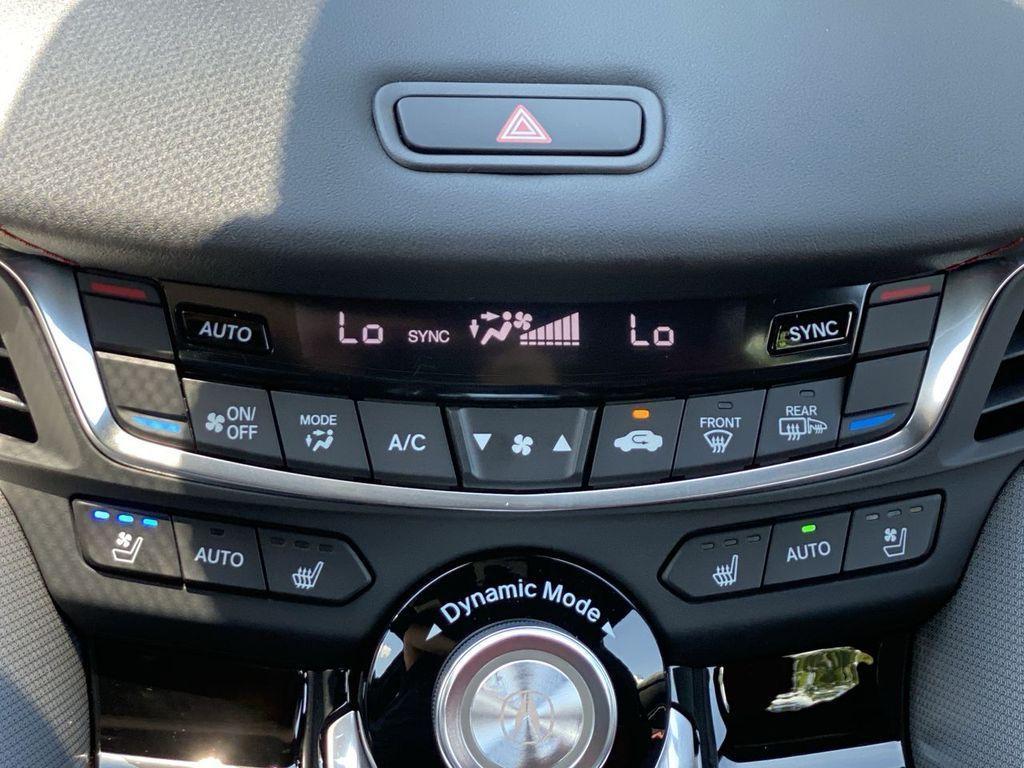 AUTO Lo SYNC Lo SYNC
ON/ OFF MODE A/C FRONT REAR
AUTO AUTO
Dynamic Mode